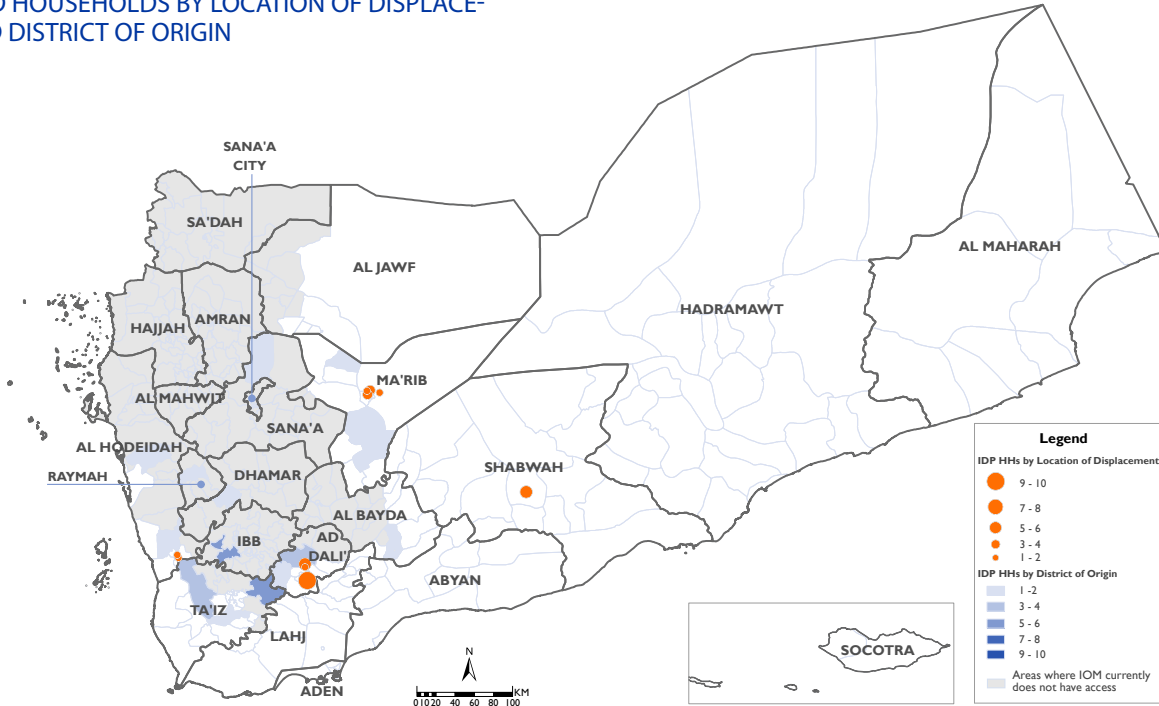 D HOUSEHOLDS BY LOCATION OF DISPLACE-
DISTRICT OF ORIGIN
SANA'A
CITY
SA'DAH
AL JAWF
AL MAHARAH
HADRAMAWT
HAJJAH
AMRAN
MA'RIB
AL MAHWIT
SANA'A
AL HODEIDAH
RAYMAH
DHAMAR
SHABWAH
AL BAYDA
IBB
AD
DALI'
ABYAN
TA'IZ
LAHJ
ADEN
SOCOTRA
N
KM
0 10 20 40 60 80 100
Legend
IDP HHs by Location of Displacement
9 - 10
7 - 8
5 - 6
3 - 4
1 - 2
IDP HHs by District of Origin
1 -2
3 - 4
5 - 6
7 - 8
9 - 10
Areas where IOM currently
does not have access